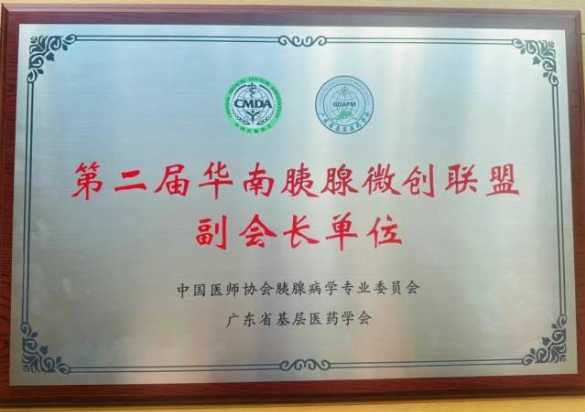 CMDA
GDAPM
第二届华南胰腺微创联盟
副会长单位
中国医师协会胰腺病学专业委员会
广东省基层医药学会